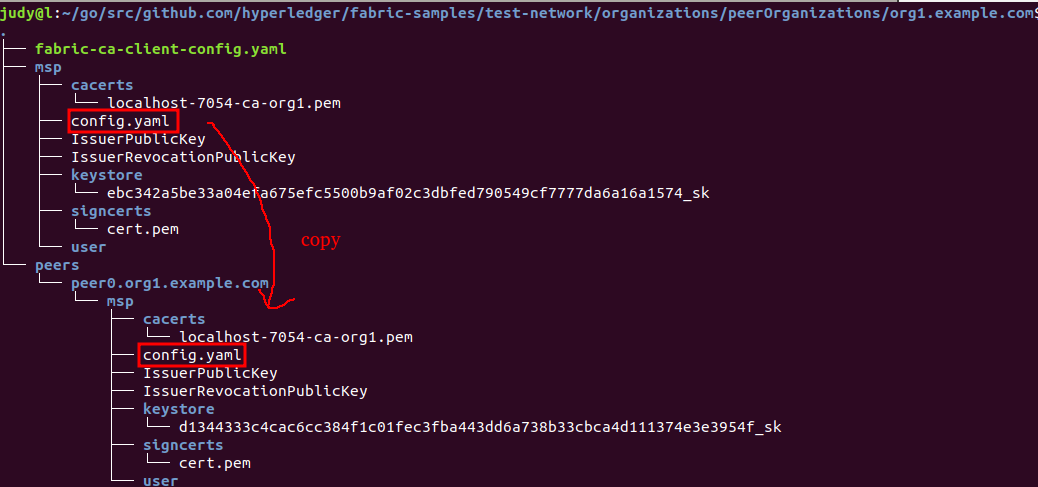 judy@l:~/go/src/github.com/hyperledger/fabric-samples/test-network/organizations/peerOrganizations/org1.example.com$
.
fabric-ca-client-config.yaml
msp
cacerts
localhost-7054-ca-org1.pem
config.yaml
IssuerPublicKey
IssuerRevocationPublicKey
keystore
ebc342a5be33a04efa675efc5500b9af02c3dbfed790549cf7777da6a16a1574_sk
signcerts
cert.pem
copy
user
peers
peer0.org1.example.com
msp
cacerts
localhost-7054-ca-org1.pem
config.yaml
IssuerPublicKey
IssuerRevocationPublicKey
keystore
d1344333c4cac6cc384f1c01fec3fba443dd6a738b33cbca4d111374e3e3954f_sk
signcerts
cert.pem
user